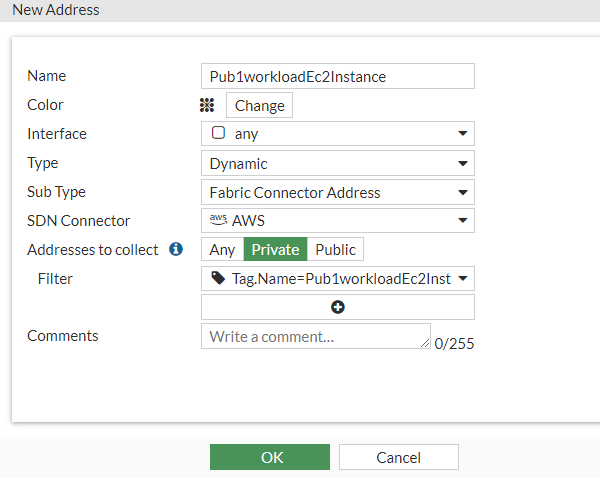 New Address
Name Pub1workloadEc2Instance
Color Change
Interface any
Type Dynamic
Sub Type Fabric Connector Address
SDN Connector aws AWS
Addresses to collect i Any Private Public
Filter Tag.Name=Pub1workloadEc2Inst
Comments Write a comment... 0/255
OK Cancel